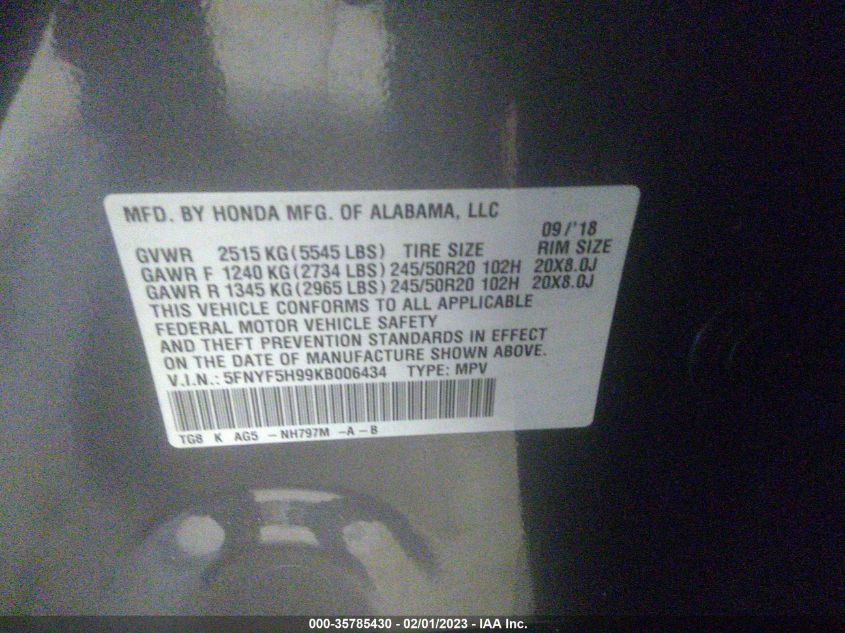 MFD. BY HONDA MFG. OF ALABAMA, LLC
09/'18
GVWR 2515 KG (5545 LBS) TIRE SIZE RIM SIZE
GAWR F 1240 KG (2734 LBS) 245/50R20 102H 20X8.0J
GAWR R 1345 KG (2965 LBS) 245/50R20 102H 20X8.0J
THIS VEHICLE CONFORMS TO ALL APPLICABLE
FEDERAL MOTOR VEHICLE SAFETY
AND THEFT PREVENTION STANDARDS IN EFFECT
ON THE DATE OF MANUFACTURE SHOWN ABOVE.
V.I.N.: 5FNYF5H99KB006434 TYPE: MPV
TG8 K AG5 -NH797M -A-B
000-35785430 - 02/01/2023 - IAA Inc.